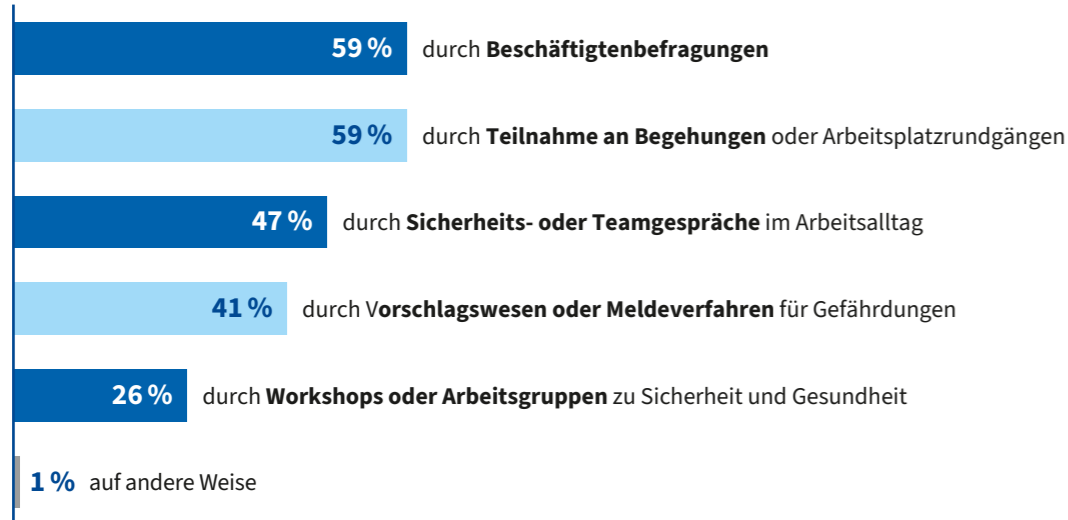 59 % durch Beschäftigtenbefragungen
59 % durch Teilnahme an Begehungen oder Arbeitsplatzrundgängen
47 % durch Sicherheits- oder Teamgespräche im Arbeitsalltag
41 % durch Vorschlagswesen oder Meldeverfahren für Gefährdungen
26 % durch Workshops oder Arbeitsgruppen zu Sicherheit und Gesundheit
1 % auf andere Weise